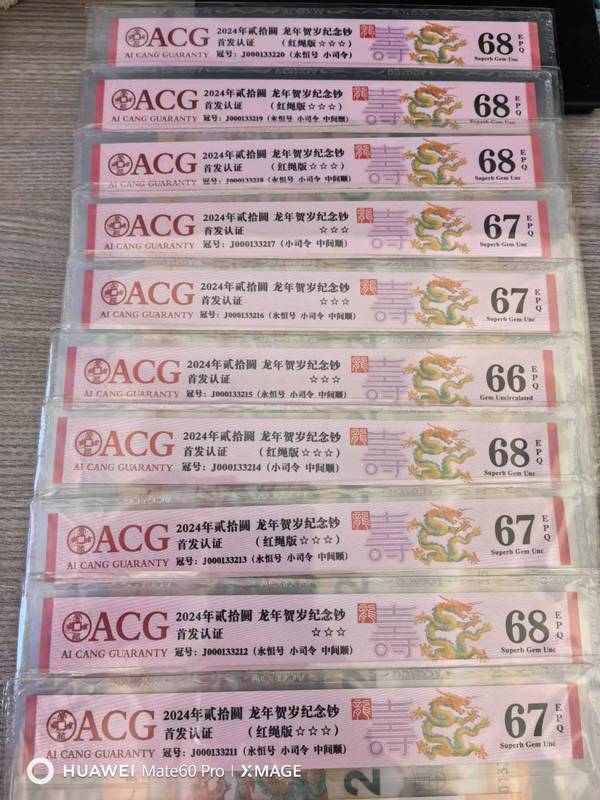 ACG
AI CANG GUARANTY
2024年贰拾圆 龙年贺岁纪念钞
首发认证 (红绳版☆☆☆)
冠号: J000133220 (永恒号 小司令)
68 EPQ
Superb Gem Unc
ACG
AI CANG GUARANTY
2024年贰拾圆 龙年贺岁纪念钞
首发认证 (红绳版☆☆☆)
冠号: J000133219 (永恒号 小司令 中间顺)
68 EPQ
Superb Gem Unc
ACG
AI CANG GUARANTY
2024年贰拾圆 龙年贺岁纪念钞
首发认证 (红绳版☆☆☆)
冠号: J000133218 (永恒号 小司令 中间顺)
68 EPQ
Superb Gem Unc
ACG
AI CANG GUARANTY
2024年贰拾圆 龙年贺岁纪念钞
首发认证 ☆☆☆
冠号: J000133217 (小司令 中间顺)
67 EPQ
Superb Gem Unc
ACG
AI CANG GUARANTY
2024年贰拾圆 龙年贺岁纪念钞
首发认证 ☆☆☆
冠号: J000133216 (永恒号 小司令 中间顺)
67 EPQ
Superb Gem Unc
ACG
AI CANG GUARANTY
2024年贰拾圆 龙年贺岁纪念钞
首发认证 ☆☆☆
冠号: J000133215 (永恒号 小司令 中间顺)
66 EPQ
Gem Uncirculated
ACG
AI CANG GUARANTY
2024年贰拾圆 龙年贺岁纪念钞
首发认证 (红绳版☆☆☆)
冠号: J000133214 (小司令 中间顺)
68 EPQ
Superb Gem Unc
ACG
AI CANG GUARANTY
2024年贰拾圆 龙年贺岁纪念钞
首发认证 (红绳版☆☆☆)
冠号: J000133213 (永恒号 小司令 中间顺)
67 EPQ
Superb Gem Unc
ACG
AI CANG GUARANTY
2024年贰拾圆 龙年贺岁纪念钞
首发认证 ☆☆☆
冠号: J000133212 (永恒号 小司令 中间顺)
68 EPQ
Superb Gem Unc
ACG
AI CANG GUARANTY
2024年贰拾圆 龙年贺岁纪念钞
首发认证 (红绳版☆☆☆)
冠号: J000133211 (永恒号 小司令 中间顺)
67 EPQ
Superb Gem Unc
HUAWEI Mate60 Pro | XMAGE